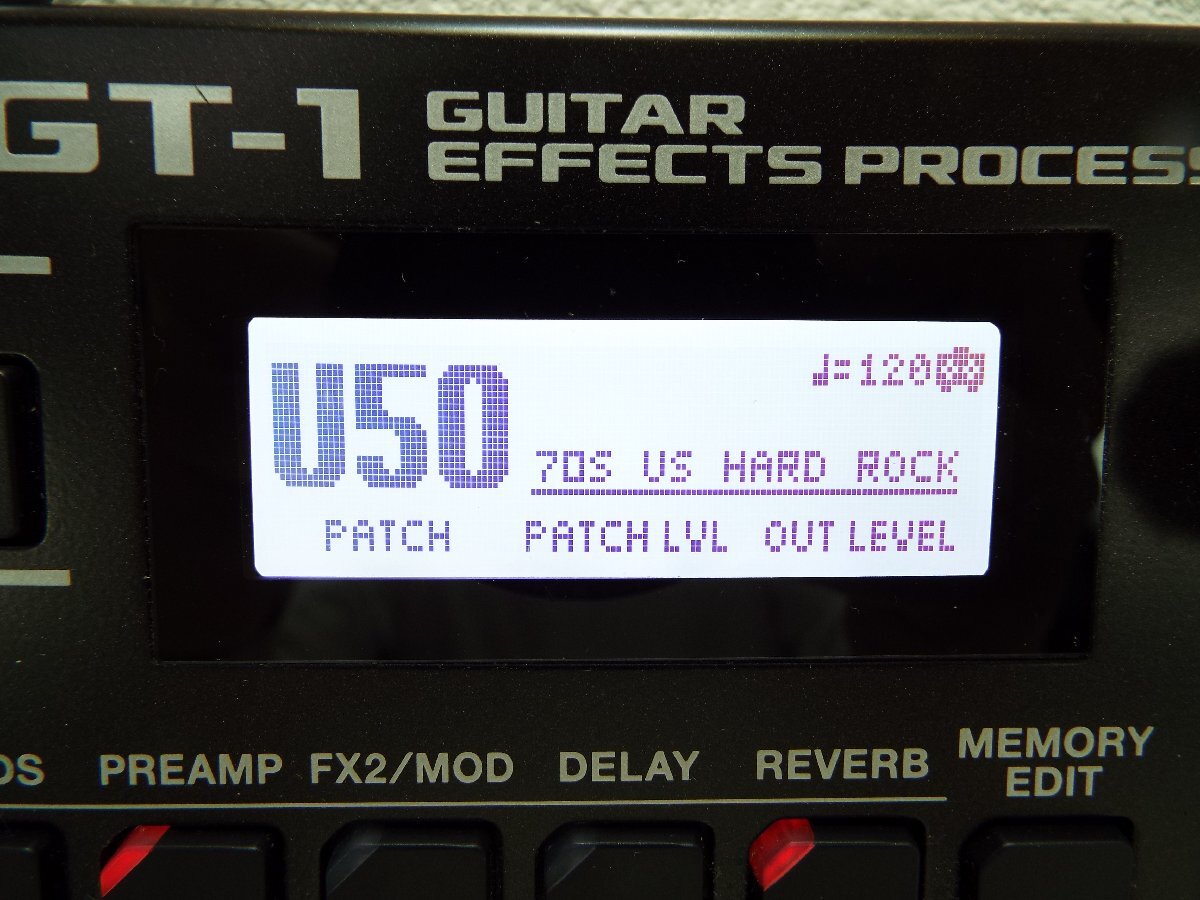 GT-1
GUITAR
EFFECTS PROCESS
U50
♩=120
70S US HARD ROCK
PATCH PATCH LVL OUT LEVEL
DS PREAMP FX2/MOD DELAY REVERB MEMORY
EDIT